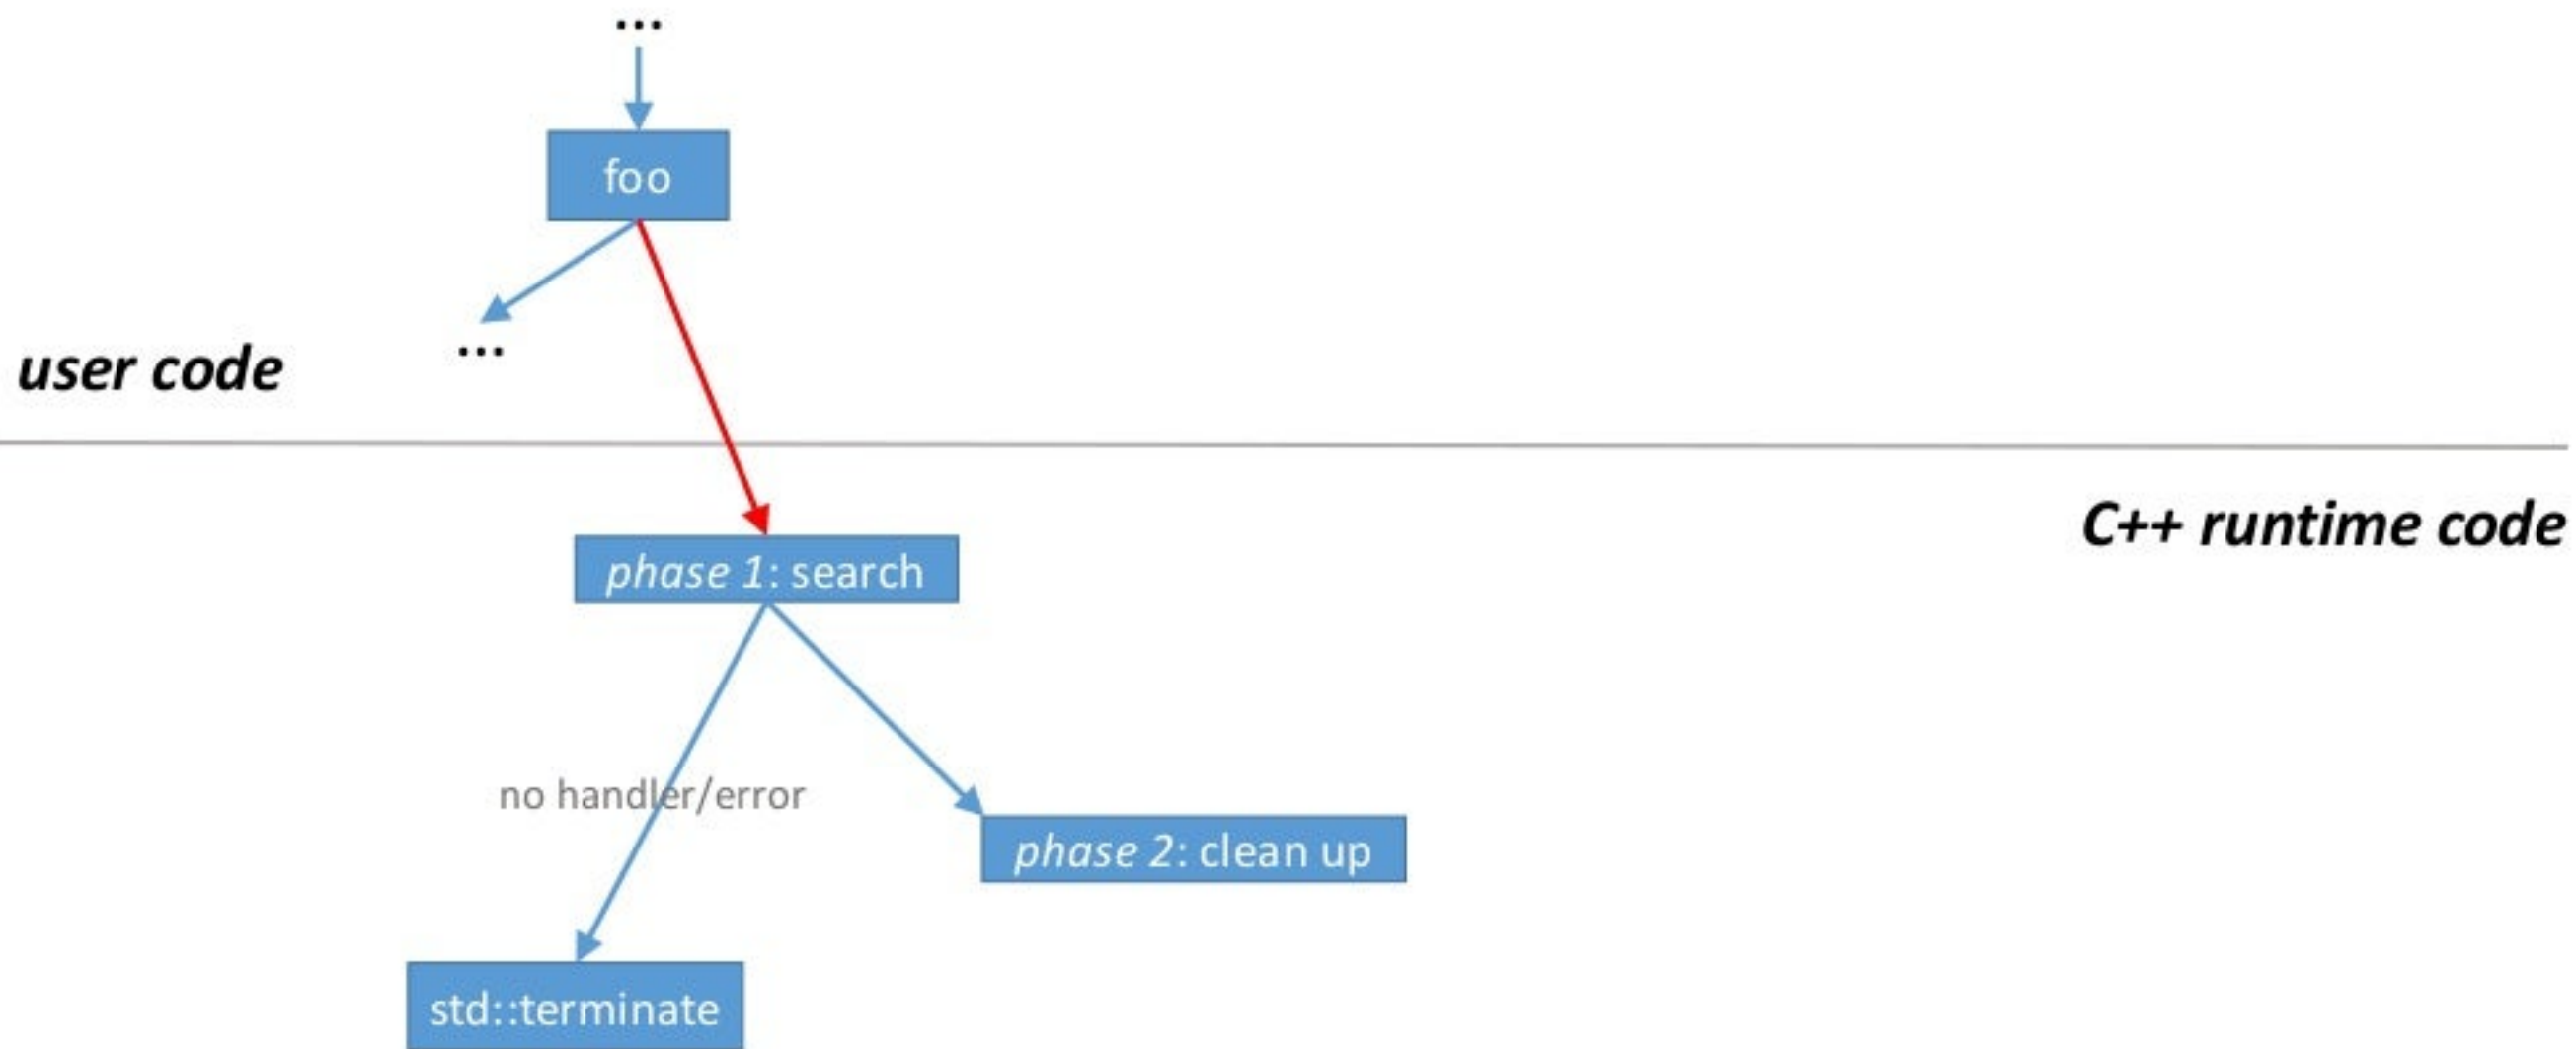 ...
foo
...
user code
C++ runtime code
phase 1: search
no handler/error
phase 2: clean up
std::terminate